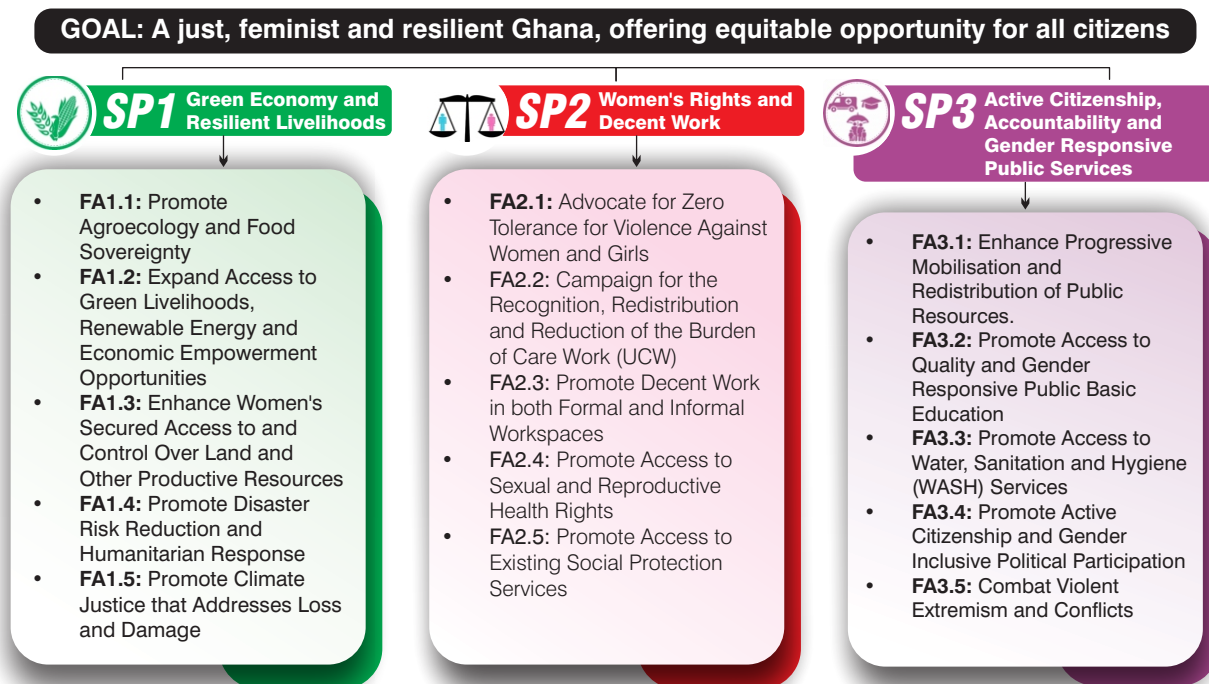 GOAL: A just, feminist and resilient Ghana, offering equitable opportunity for all citizens
SP1 Green Economy and
Resilient Livelihoods
• FA1.1: Promote
Agroecology and Food
Sovereignty
• FA1.2: Expand Access to
Green Livelihoods,
Renewable Energy and
Economic Empowerment
Opportunities
• FA1.3: Enhance Women's
Secured Access to and
Control Over Land and
Other Productive Resources
• FA1.4: Promote Disaster
Risk Reduction and
Humanitarian Response
• FA1.5: Promote Climate
Justice that Addresses Loss
and Damage
SP2 Women's Rights and
Decent Work
• FA2.1: Advocate for Zero
Tolerance for Violence Against
Women and Girls
• FA2.2: Campaign for the
Recognition, Redistribution
and Reduction of the Burden
of Care Work (UCW)
• FA2.3: Promote Decent Work
in both Formal and Informal
Workspaces
• FA2.4: Promote Access to
Sexual and Reproductive
Health Rights
• FA2.5: Promote Access to
Existing Social Protection
Services
SP3 Active Citizenship,
Accountability and
Gender Responsive
Public Services
• FA3.1: Enhance Progressive
Mobilisation and
Redistribution of Public
Resources.
• FA3.2: Promote Access to
Quality and Gender
Responsive Public Basic
Education
• FA3.3: Promote Access to
Water, Sanitation and Hygiene
(WASH) Services
• FA3.4: Promote Active
Citizenship and Gender
Inclusive Political Participation
• FA3.5: Combat Violent
Extremism and Conflicts